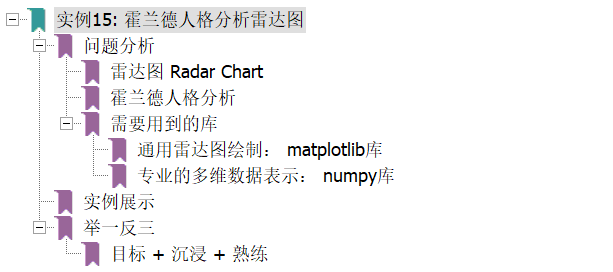 实例15: 霍兰德人格分析雷达图
问题分析
雷达图 Radar Chart
霍兰德人格分析
需要用到的库
通用雷达图绘制： matplotlib库
专业的多维数据表示： numpy库
实例展示
举一反三
目标 + 沉浸 + 熟练